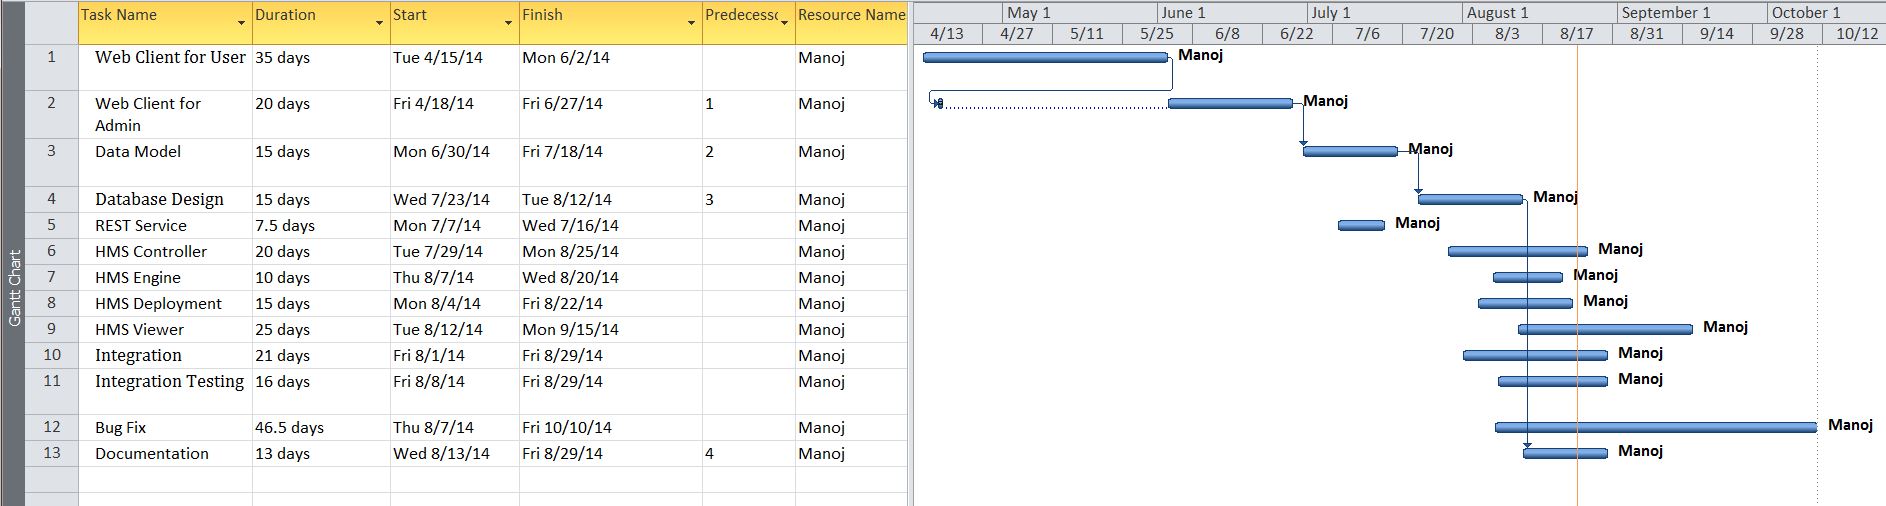 Task Name Duration Start Finish Predecesso Resource Name May 1 June 1 July 1 August 1 September 1 October 1
4/13 4/27 5/11 5/25 6/8 6/22 7/6 7/20 8/3 8/17 8/31 9/14 9/28 10/12
1 Web Client for User 35 days Tue 4/15/14 Mon 6/2/14 Manoj Manoj
2 Web Client for 20 days Fri 4/18/14 Fri 6/27/14 1 Manoj Manoj
Admin
3 Data Model 15 days Mon 6/30/14 Fri 7/18/14 2 Manoj Manoj
4 Database Design 15 days Wed 7/23/14 Tue 8/12/14 3 Manoj Manoj
5 REST Service 7.5 days Mon 7/7/14 Wed 7/16/14 Manoj Manoj
6 HMS Controller 20 days Tue 7/29/14 Mon 8/25/14 Manoj Manoj
7 HMS Engine 10 days Thu 8/7/14 Wed 8/20/14 Manoj Manoj
8 HMS Deployment 15 days Mon 8/4/14 Fri 8/22/14 Manoj Manoj
9 HMS Viewer 25 days Tue 8/12/14 Mon 9/15/14 Manoj Manoj
10 Integration 21 days Fri 8/1/14 Fri 8/29/14 Manoj Manoj
11 Integration Testing 16 days Fri 8/8/14 Fri 8/29/14 Manoj Manoj
12 Bug Fix 46.5 days Thu 8/7/14 Fri 10/10/14 Manoj Manoj
13 Documentation 13 days Wed 8/13/14 Fri 8/29/14 4 Manoj Manoj
Gantt Chart